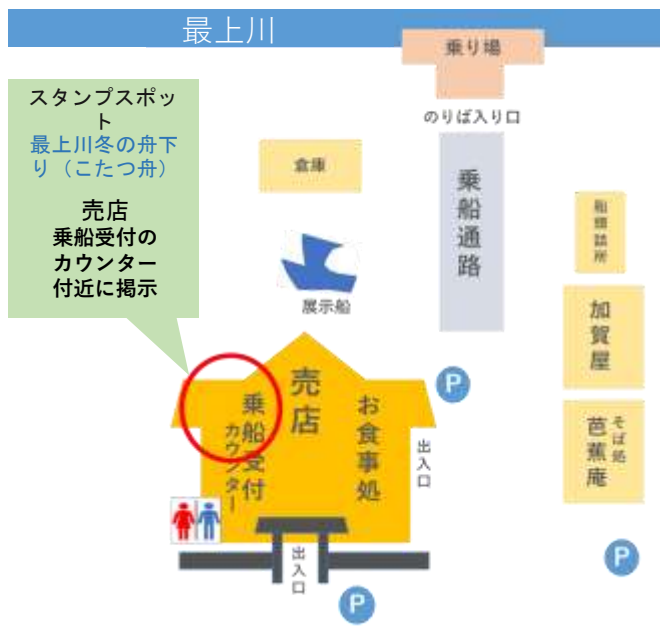 最上川
乗り場
のりば入り口
スタンプスポッ
ト
最上川冬の舟下
り（こたつ舟）
売店
乗船受付の
カウンター
付近に掲示
倉庫
乗船通路
船頭詰所
展示船
加賀屋
P
売店
乗船受付
カウンター
お食事処
出入口
そば処
芭蕉庵
出入口
P
P